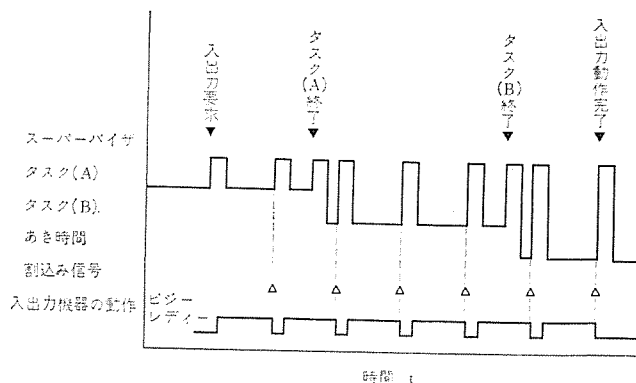 入出力要求
タスク(A)終了
タスク(B)終了
入出力動作完了
スーパーバイザ
タスク(A)
タスク(B)
あき時間
割込み信号
入出力機器の動作
ビジー
レディー
時間 t